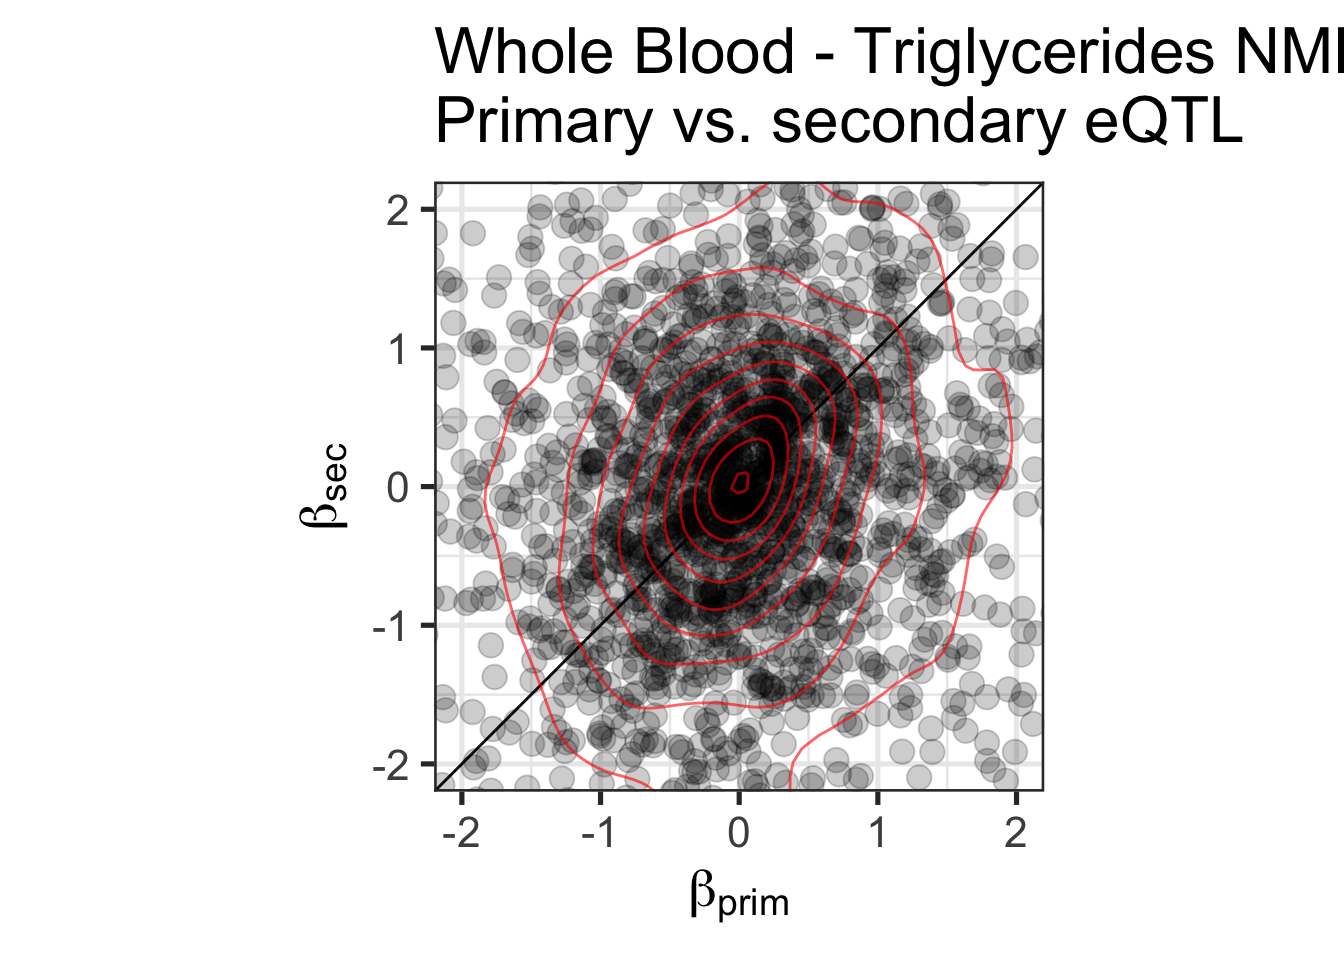 Whole Blood - Triglycerides
Primary vs. secondary eQTL
2
1
0
-1
-2
βsec
-2 -1 0 1 2
βprim